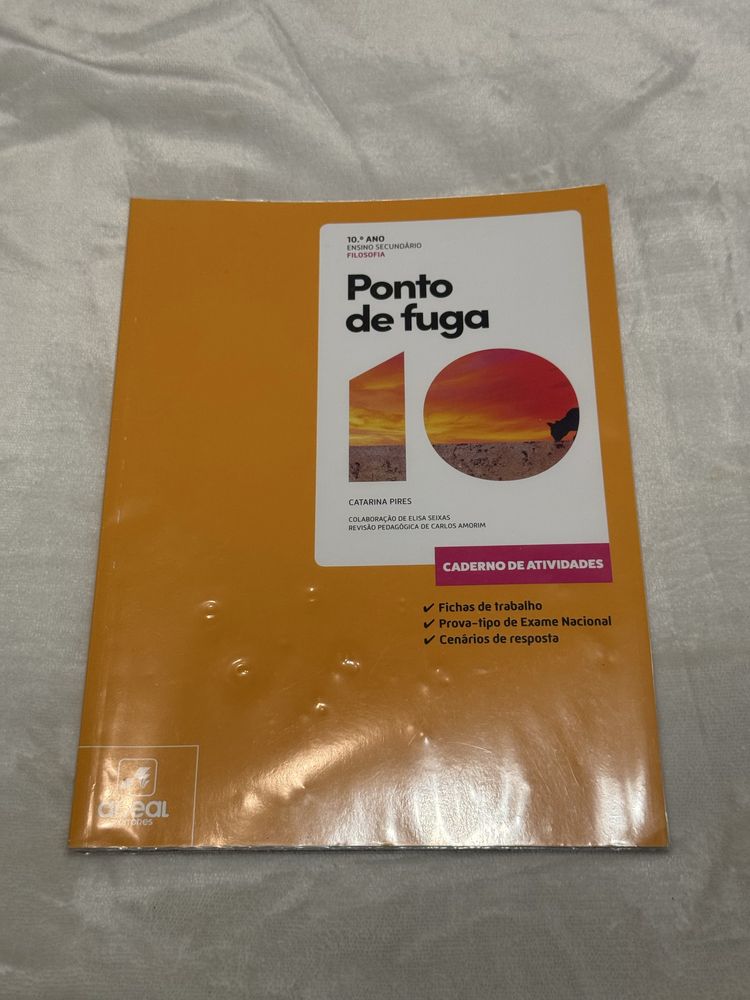 10.º ANO
ENSINO SECUNDÁRIO
FILOSOFIA
Ponto
de fuga
10
CATARINA PIRES
COLABORAÇÃO DE ELISA SEIXAS
REVISÃO PEDAGÓGICA DE CARLOS AMORIM
CADERNO DE ATIVIDADES
✓ Fichas de trabalho
✓ Prova-tipo de Exame Nacional
✓ Cenários de resposta
areal
editores